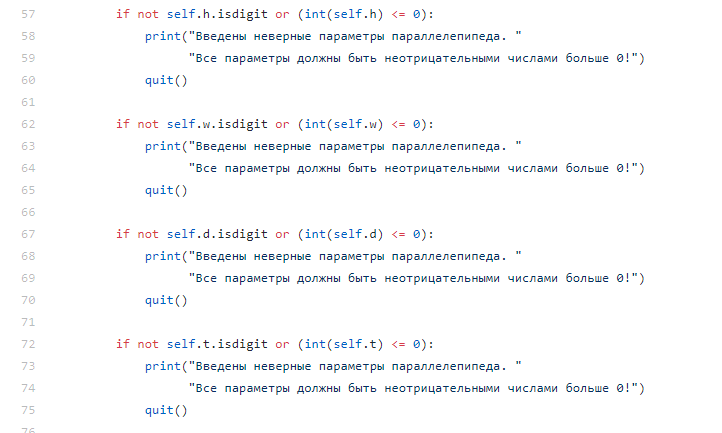 57 if not self.h.isdigit or (int(self.h) <= 0):
58 print("Введены неверные параметры параллелепипеда. "
59 "Все параметры должны быть неотрицательными числами больше 0!")
60 quit()
61
62 if not self.w.isdigit or (int(self.w) <= 0):
63 print("Введены неверные параметры параллелепипеда. "
64 "Все параметры должны быть неотрицательными числами больше 0!")
65 quit()
66
67 if not self.d.isdigit or (int(self.d) <= 0):
68 print("Введены неверные параметры параллелепипеда. "
69 "Все параметры должны быть неотрицательными числами больше 0!")
70 quit()
71
72 if not self.t.isdigit or (int(self.t) <= 0):
73 print("Введены неверные параметры параллелепипеда. "
74 "Все параметры должны быть неотрицательными числами больше 0!")
75 quit()
76